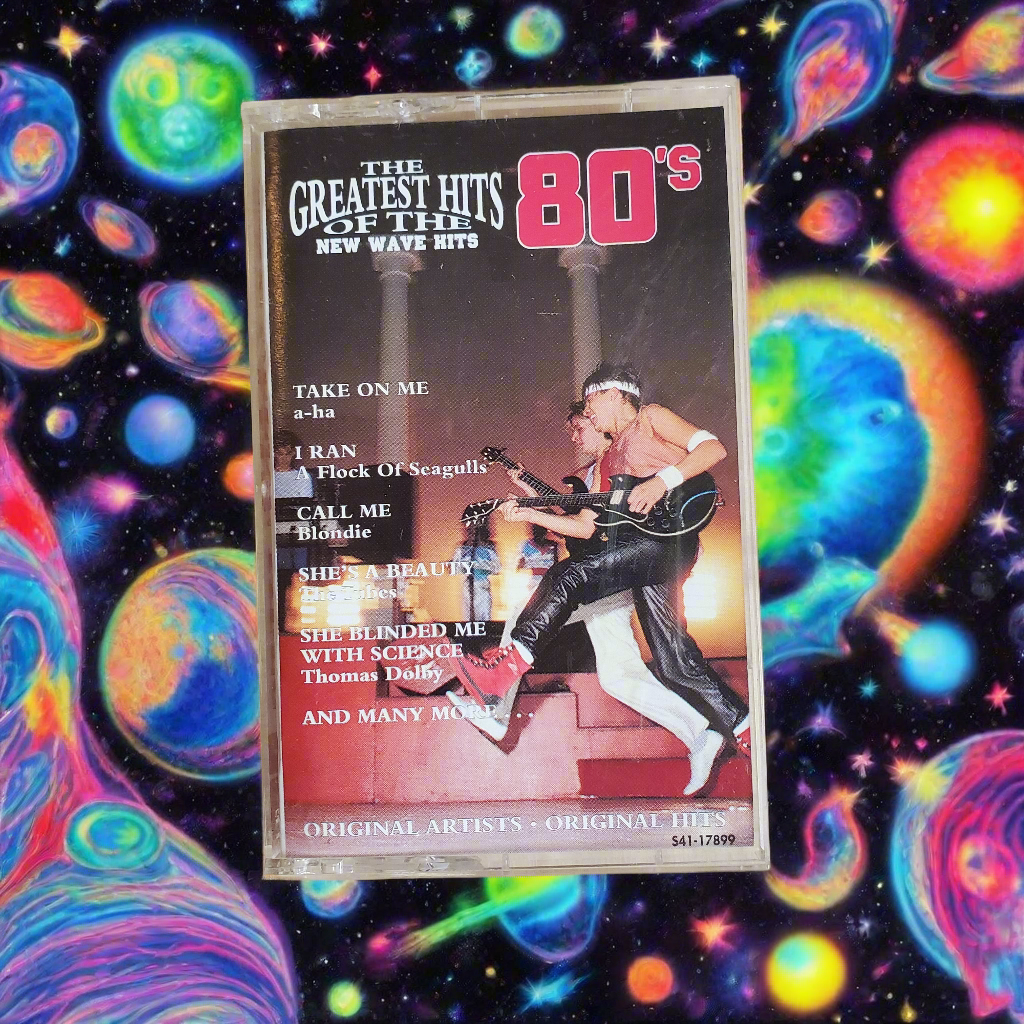 THE
GREATEST HITS
OF THE
80'S
NEW WAVE HITS
TAKE ON ME
a-ha
I RAN
A Flock Of Seagulls
CALL ME
Blondie
SHE'S A BEAUTY
The Tubes
SHE BLINDED ME
WITH SCIENCE
Thomas Dolby
AND MANY MORE . . .
ORIGINAL ARTISTS · ORIGINAL HITS
S41-17899